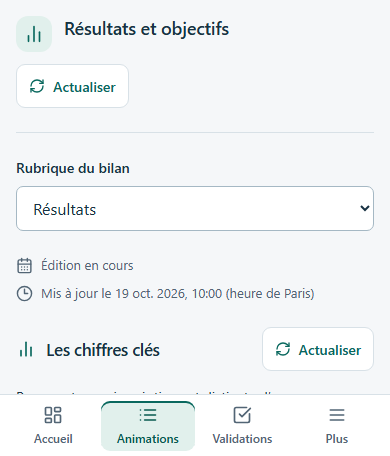 Résultats et objectifs
Actualiser
Rubrique du bilan
Résultats
Édition en cours
Mis à jour le 19 oct. 2026, 10:00 (heure de Paris)
Les chiffres clés
Actualiser
Accueil
Animations
Validations
Plus